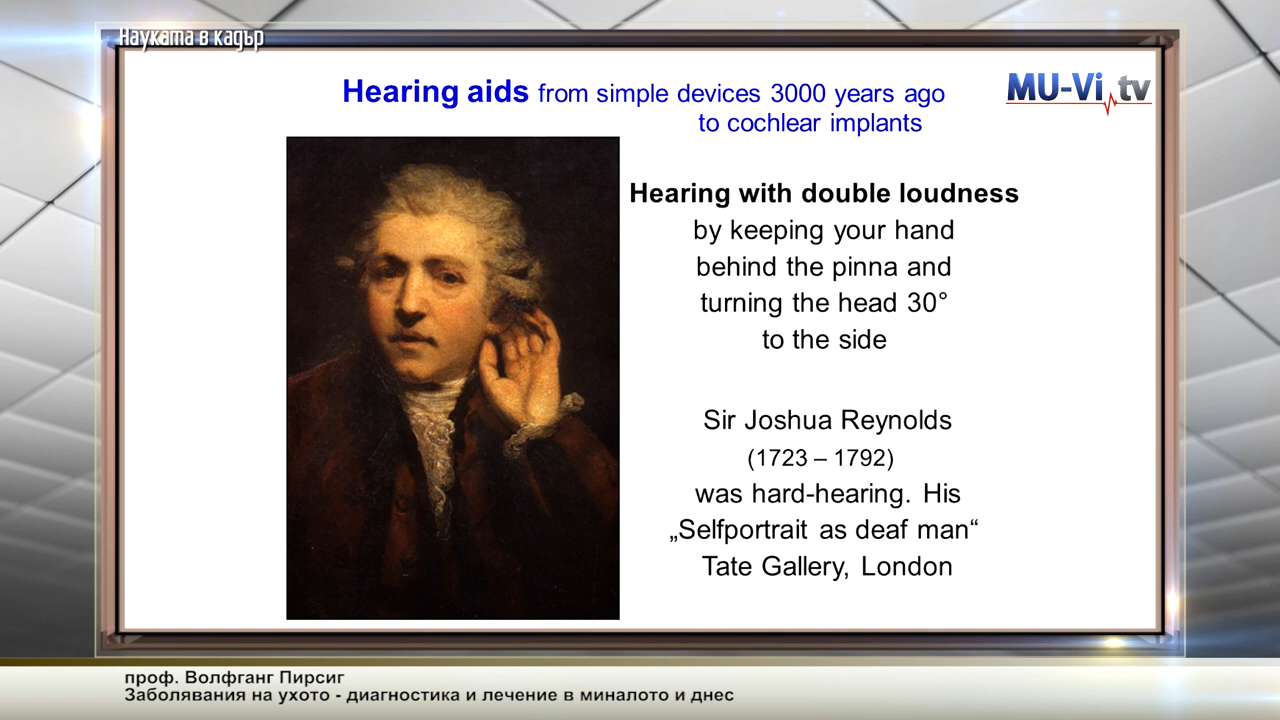 Науката в кадър
MU-Vi.tv
Hearing aids from simple devices 3000 years ago
to cochlear implants
Hearing with double loudness
by keeping your hand
behind the pinna and
turning the head 30°
to the side
Sir Joshua Reynolds
(1723 – 1792)
was hard-hearing. His
„Selfportrait as deaf man“
Tate Gallery, London
проф. Волфганг Пирсиг
Заболявания на ухото - диагностика и лечение в миналото и днес